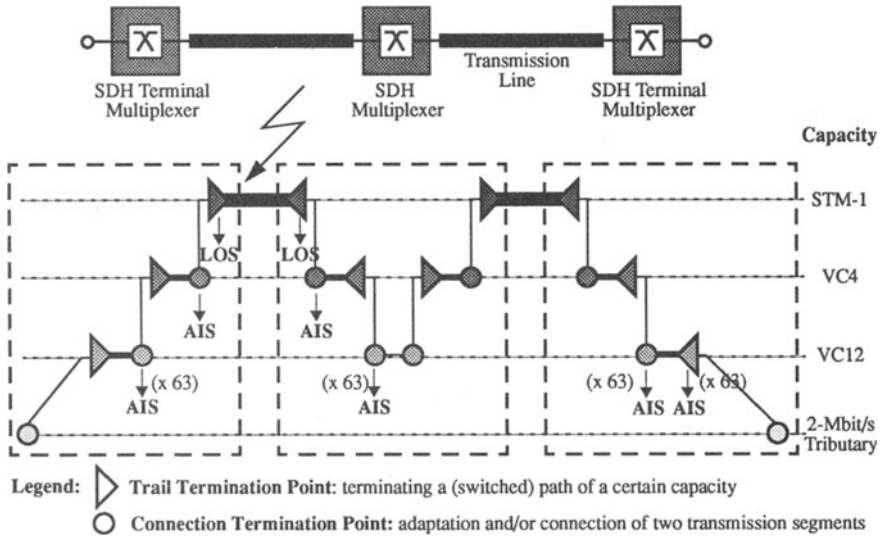 SDH Terminal
Multiplexer
SDH
Multiplexer
Transmission
Line
SDH Terminal
Multiplexer
Capacity
STM-1
LOS
LOS
VC4
AIS
AIS
VC12
(x 63)
(x 63)
(x 63)
(x 63)
AIS
AIS
AIS
AIS
2-Mbit/s
Tributary
Legend:
Trail Termination Point: terminating a (switched) path of a certain capacity
Connection Termination Point: adaptation and/or connection of two transmission segments